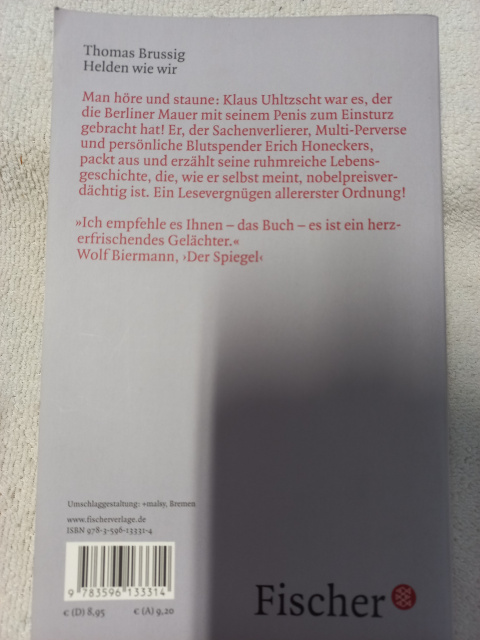 Thomas Brussig
Helden wie wir
Man höre und staune: Klaus Uhltzscht war es, der
die Berliner Mauer mit seinem Penis zum Einsturz
gebracht hat! Er, der Sachenverlierer, Multi-Perverse
und persönliche Blutspender Erich Honeckers,
packt aus und erzählt seine ruhmreiche Lebens-
geschichte, die, wie er selbst meint, nobelpreisver-
dächtig ist. Ein Lesevergnügen allererster Ordnung!
»Ich empfehle es Ihnen – das Buch – es ist ein herz-
erfrischendes Gelächter.«
Wolf Biermann, ›Der Spiegel‹
Umschlaggestaltung: +malsy, Bremen
www.fischerverlage.de
ISBN 978-3-596-13331-4
9 783596 133314
€ (D) 8,95 € (A) 9,20
Fischer